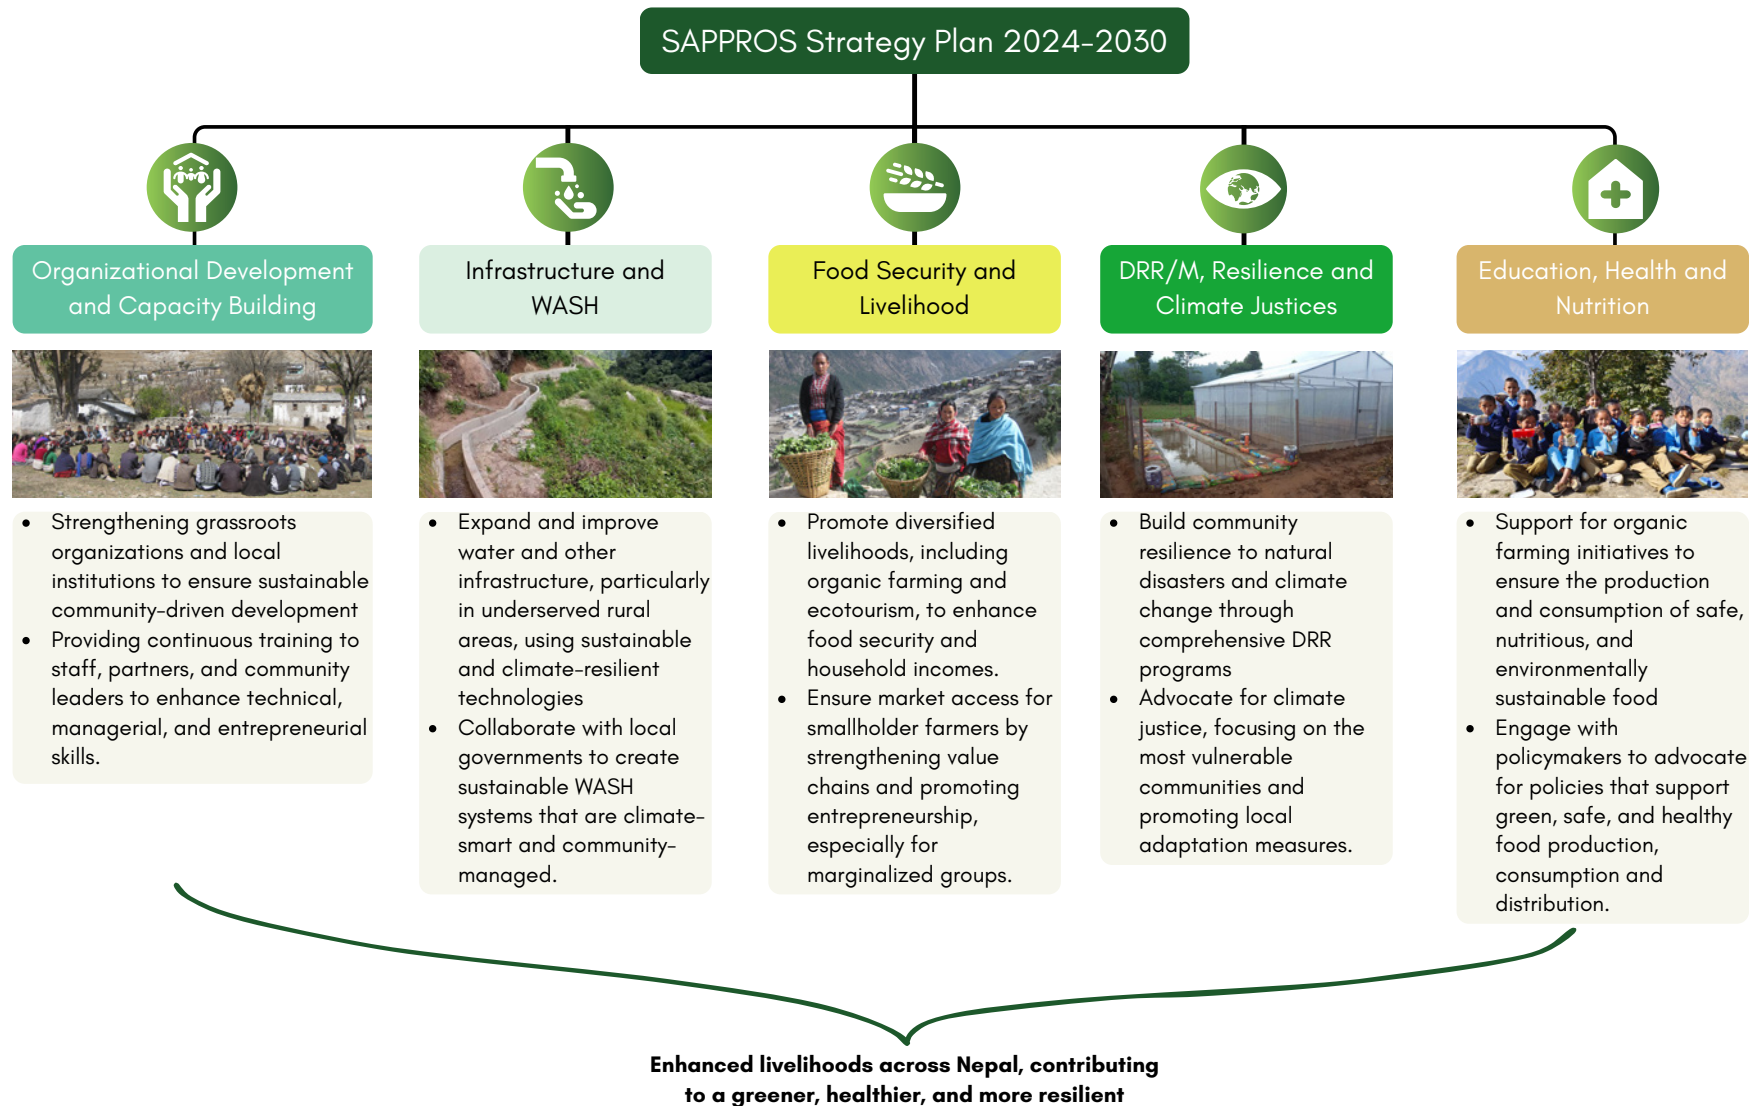 SAPPROS Strategy Plan 2024-2030
Organizational Development
and Capacity Building
• Strengthening grassroots
organizations and local
institutions to ensure sustainable
community-driven development
• Providing continuous training to
staff, partners, and community
leaders to enhance technical,
managerial, and entrepreneurial
skills.
Infrastructure and
WASH
• Expand and improve
water and other
infrastructure, particularly
in underserved rural
areas, using sustainable
and climate-resilient
technologies
• Collaborate with local
governments to create
sustainable WASH
systems that are climate-
smart and community-
managed.
Food Security and
Livelihood
• Promote diversified
livelihoods, including
organic farming and
ecotourism, to enhance
food security and
household incomes.
• Ensure market access for
smallholder farmers by
strengthening value
chains and promoting
entrepreneurship,
especially for
marginalized groups.
DRR/M, Resilience and
Climate Justices
• Build community
resilience to natural
disasters and climate
change through
comprehensive DRR
programs
• Advocate for climate
justice, focusing on the
most vulnerable
communities and
promoting local
adaptation measures.
Education, Health and
Nutrition
• Support for organic
farming initiatives to
ensure the production
and consumption of safe,
nutritious, and
environmentally
sustainable food
• Engage with
policymakers to advocate
for policies that support
green, safe, and healthy
food production,
consumption and
distribution.
Enhanced livelihoods across Nepal, contributing
to a greener, healthier, and more resilient